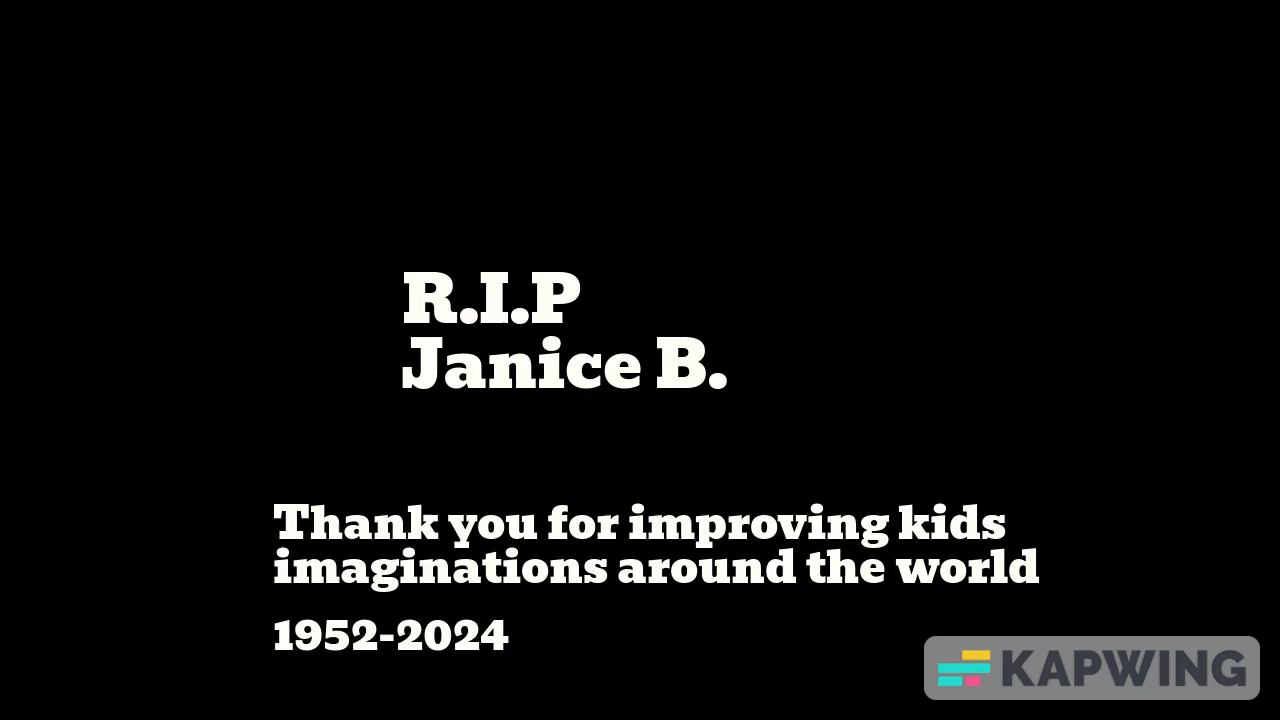 R.I.P
Janice B.
Thank you for improving kids
imaginations around the world
1952-2024
KAPWING